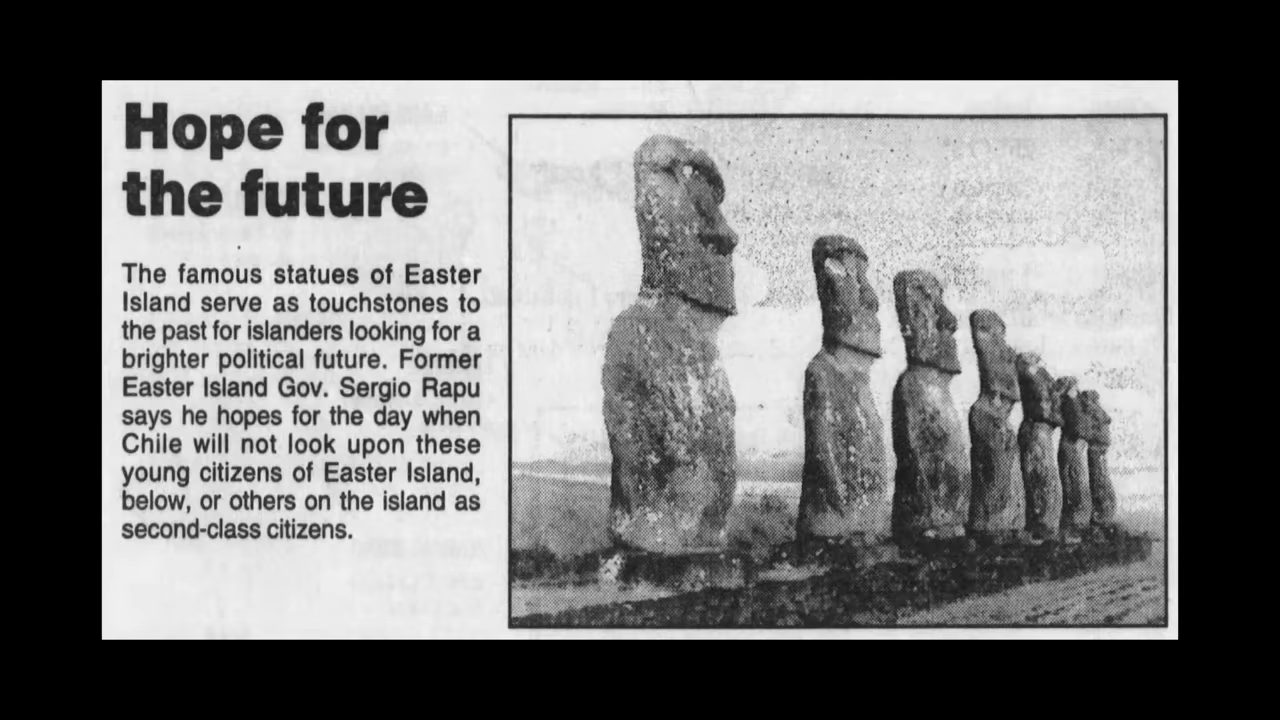 Hope for
the future
The famous statues of Easter
Island serve as touchstones to
the past for islanders looking for a
brighter political future. Former
Easter Island Gov. Sergio Rapu
says he hopes for the day when
Chile will not look upon these
young citizens of Easter Island,
below, or others on the island as
second-class citizens.